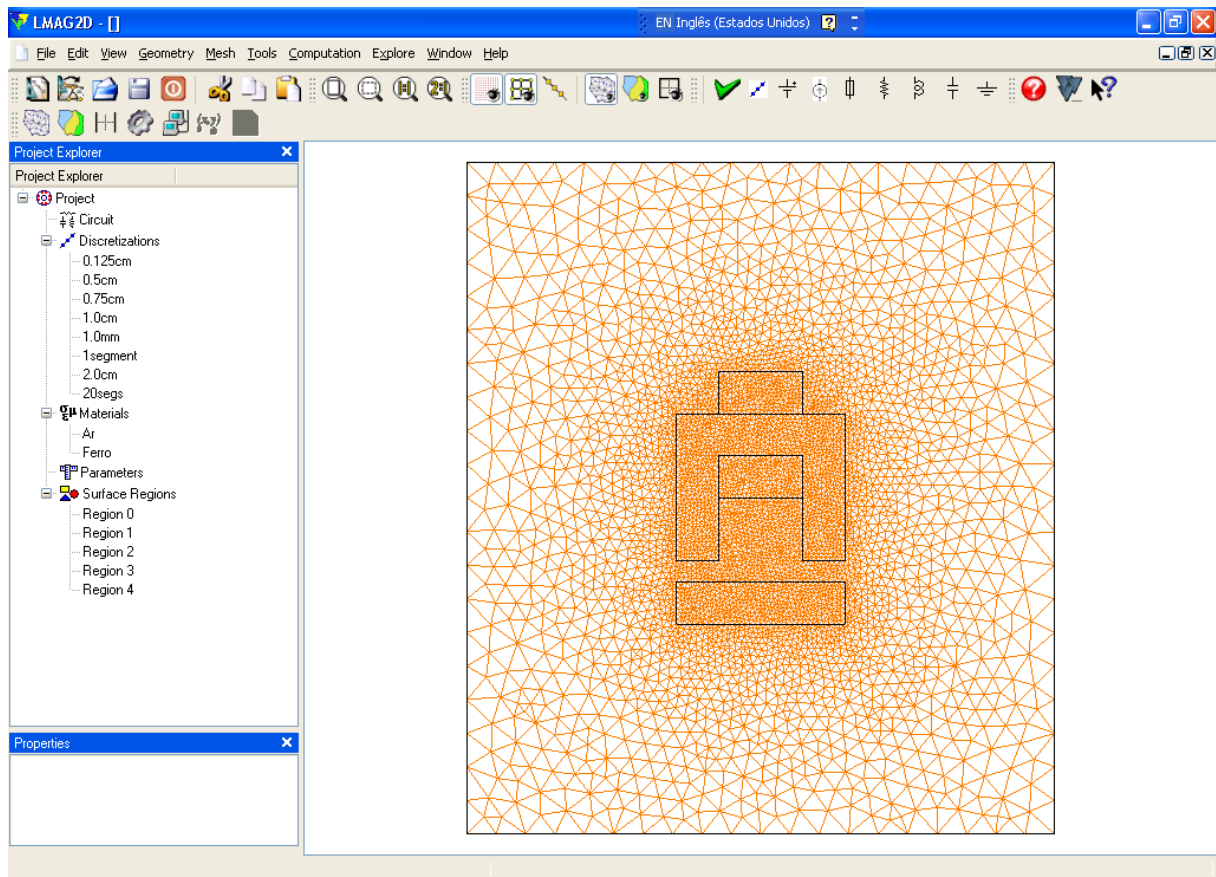 LMAG2D - []
EN Inglês (Estados Unidos)
File Edit View Geometry Mesh Tools Computation Explore Window Help
Project Explorer
Project Explorer
Project
Circuit
Discretizations
0.125cm
0.5cm
0.75cm
1.0cm
1.0mm
1segment
2.0cm
20segs
Materials
Ar
Ferro
Parameters
Surface Regions
Region 0
Region 1
Region 2
Region 3
Region 4
Properties